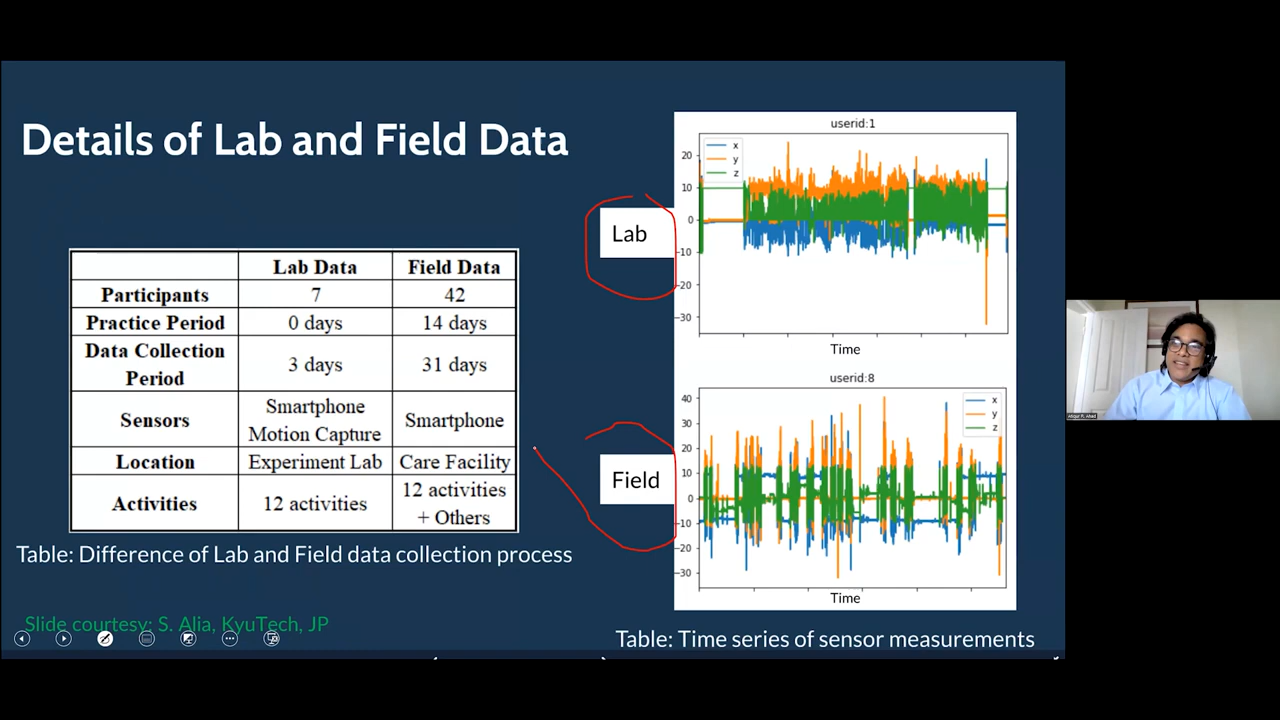 Details of Lab and Field Data
Lab Data Field Data
Participants 7 42
Practice Period 0 days 14 days
Data Collection Period 3 days 31 days
Sensors Smartphone Motion Capture Smartphone
Location Experiment Lab Care Facility
Activities 12 activities 12 activities + Others
Table: Difference of Lab and Field data collection process
Slide courtesy: S. Alia, KyuTech, JP
Lab
userid:1
x
y
z
20
10
0
-10
-20
-30
Time
Field
userid:8
x
y
z
40
30
20
10
0
-10
-20
-30
Time
Table: Time series of sensor measurements